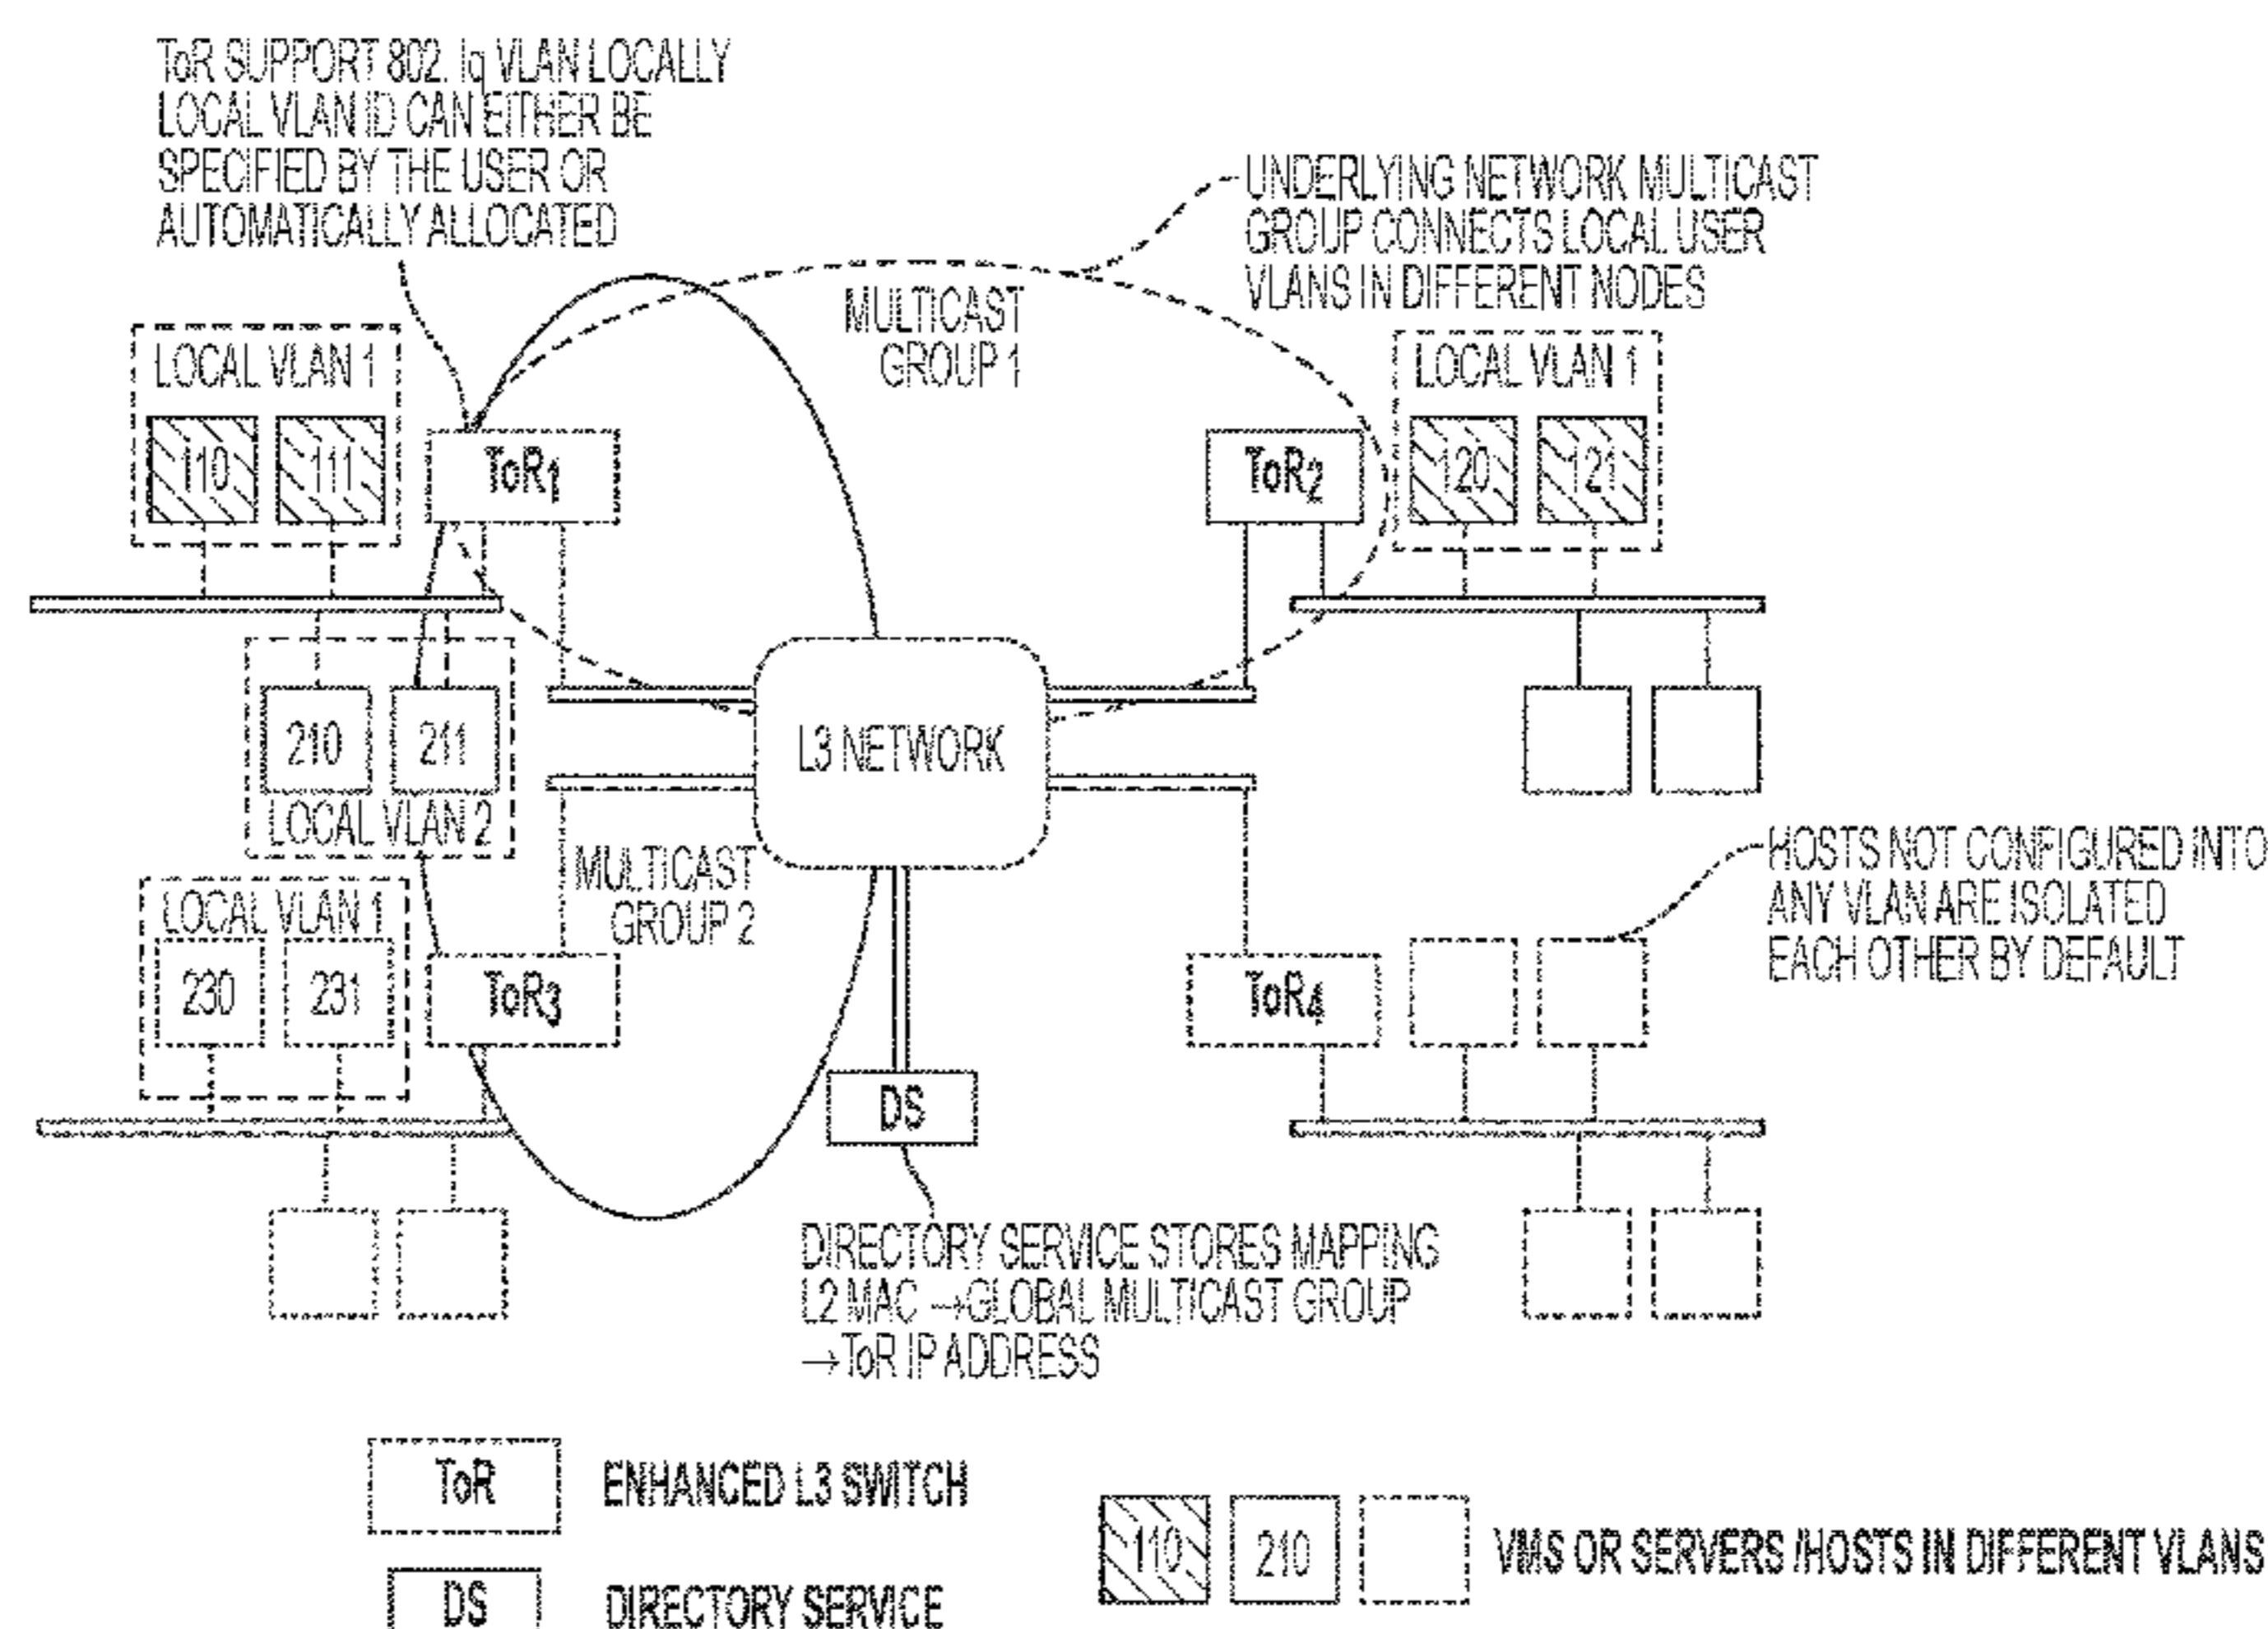 ToR SUPPORT 802. Iq VLAN LOCALLY
LOCAL VLAN ID CAN EITHER BE
SPECIFIED BY THE USER OR
AUTOMATICALLY ALLOCATED
UNDERLYING NETWORK MULTICAST
GROUP CONNECTS LOCAL USER
VLANS IN DIFFERENT NODES
MULTICAST
GROUP 1
LOCAL VLAN 1
110 111
ToR1
ToR2
LOCAL VLAN 1
120 121
210 211
LOCAL VLAN 2
L3 NETWORK
MULTICAST
GROUP 2
LOCAL VLAN 1
230 231
ToR3
ToR4
HOSTS NOT CONFIGURED INTO
ANY VLAN ARE ISOLATED
EACH OTHER BY DEFAULT
DS
DIRECTORY SERVICE STORES MAPPING
L2 MAC →GLOBAL MULTICAST GROUP
→ToR IP ADDRESS
ToR ENHANCED L3 SWITCH
DS DIRECTORY SERVICE
110 210 VMS OR SERVERS /HOSTS IN DIFFERENT VLANS